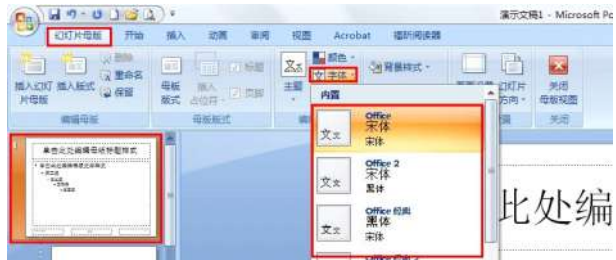 演示文稿1 - Microsoft Po
幻灯片母版 开始 插入 动画 审阅 视图 Acrobat 福昕阅读器
插入幻灯片母版
插入版式
删除
重命名
保留
母版版式
插入占位符
标题
页脚
主题
颜色
字体
背景样式
幻灯片方向
关闭母版视图
编辑母版
母版版式
关闭
内置
Office
宋体
宋体
Office 2
宋体
黑体
Office 经典
黑体
宋体
单击此处编辑母版标题样式
此处编